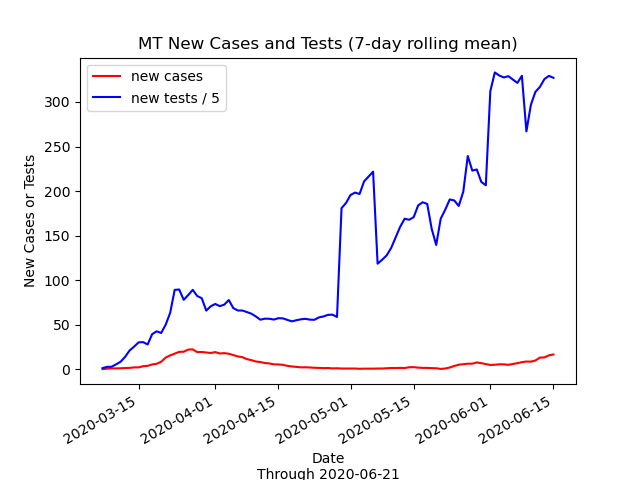 MT New Cases and Tests (7-day rolling mean)
new cases
new tests / 5
New Cases or Tests
300
250
200
150
100
50
0
2020-03-15
2020-04-01
2020-04-15
2020-05-01
2020-05-15
2020-06-01
2020-06-15
Date
Through 2020-06-21